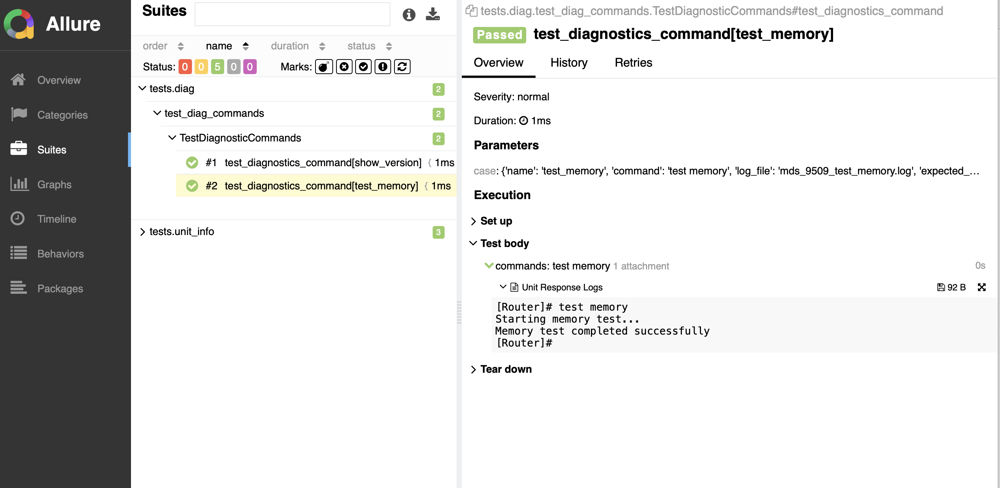 Allure
Overview
Categories
Suites
Graphs
Timeline
Behaviors
Packages
Suites
order name duration status
Status: 0 0 5 0 0 Marks:
tests.diag 2
test_diag_commands 2
TestDiagnosticCommands 2
#1 test_diagnostics_command[show_version] { 1ms
#2 test_diagnostics_command[test_memory] { 1ms
tests.unit_info 3
tests.diag.test_diag_commands.TestDiagnosticCommands#test_diagnostics_command
Passed test_diagnostics_command[test_memory]
Overview History Retries
Severity: normal
Duration: 1ms
Parameters
case: {'name': 'test_memory', 'command': 'test memory', 'log_file': 'mds_9509_test_memory.log', 'expected_...
Execution
Set up
Test body
commands: test memory 1 attachment 0s
Unit Response Logs 92 B
[Router]# test memory
Starting memory test...
Memory test completed successfully
[Router]#
Tear down